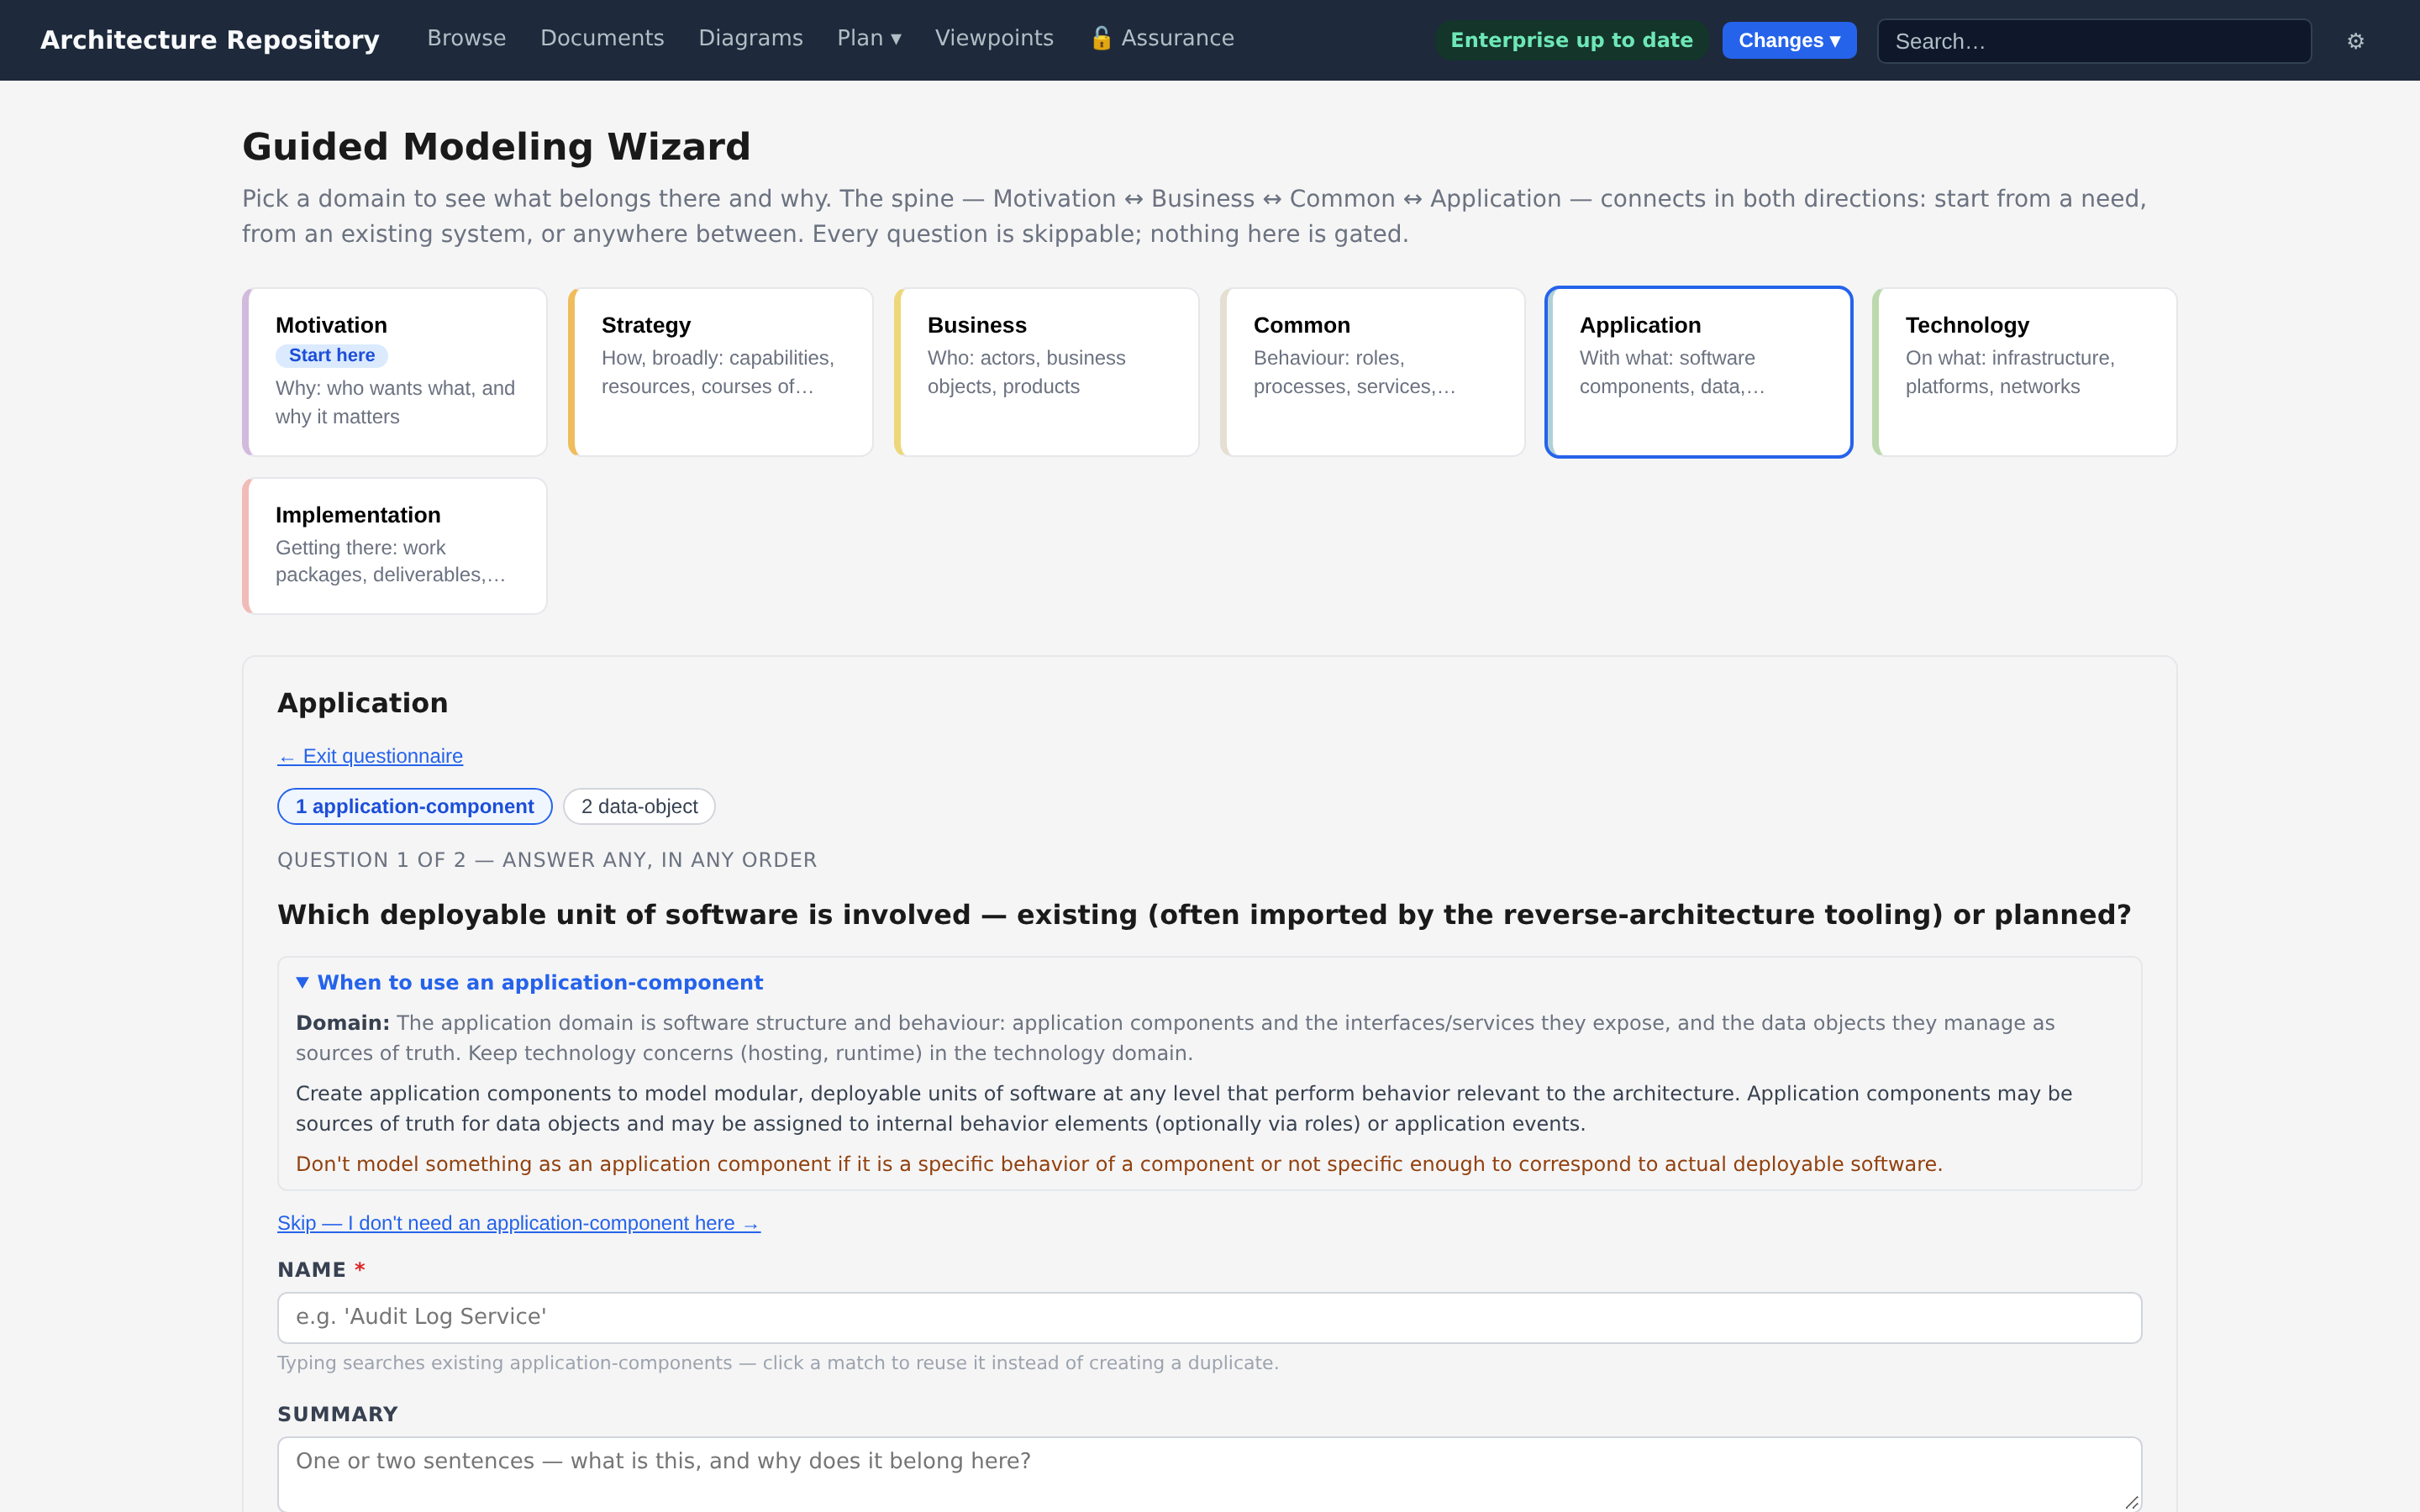 Architecture Repository Browse Documents Diagrams Plan ▾ Viewpoints 🔓 Assurance Enterprise up to date Changes ▾ Search… ⚙
Guided Modeling Wizard
Pick a domain to see what belongs there and why. The spine — Motivation ↔ Business ↔ Common ↔ Application — connects in both directions: start from a need,
from an existing system, or anywhere between. Every question is skippable; nothing here is gated.
Motivation
Start here
Why: who wants what, and
why it matters
Strategy
How, broadly: capabilities,
resources, courses of…
Business
Who: actors, business
objects, products
Common
Behaviour: roles,
processes, services,…
Application
With what: software
components, data,…
Technology
On what: infrastructure,
platforms, networks
Implementation
Getting there: work
packages, deliverables,…
Application
← Exit questionnaire
1 application-component 2 data-object
QUESTION 1 OF 2 — ANSWER ANY, IN ANY ORDER
Which deployable unit of software is involved — existing (often imported by the reverse-architecture tooling) or planned?
▼ When to use an application-component
Domain: The application domain is software structure and behaviour: application components and the interfaces/services they expose, and the data objects they manage as
sources of truth. Keep technology concerns (hosting, runtime) in the technology domain.
Create application components to model modular, deployable units of software at any level that perform behavior relevant to the architecture. Application components may be
sources of truth for data objects and may be assigned to internal behavior elements (optionally via roles) or application events.
Don't model something as an application component if it is a specific behavior of a component or not specific enough to correspond to actual deployable software.
Skip — I don't need an application-component here →
NAME *
e.g. 'Audit Log Service'
Typing searches existing application-components — click a match to reuse it instead of creating a duplicate.
SUMMARY
One or two sentences — what is this, and why does it belong here?